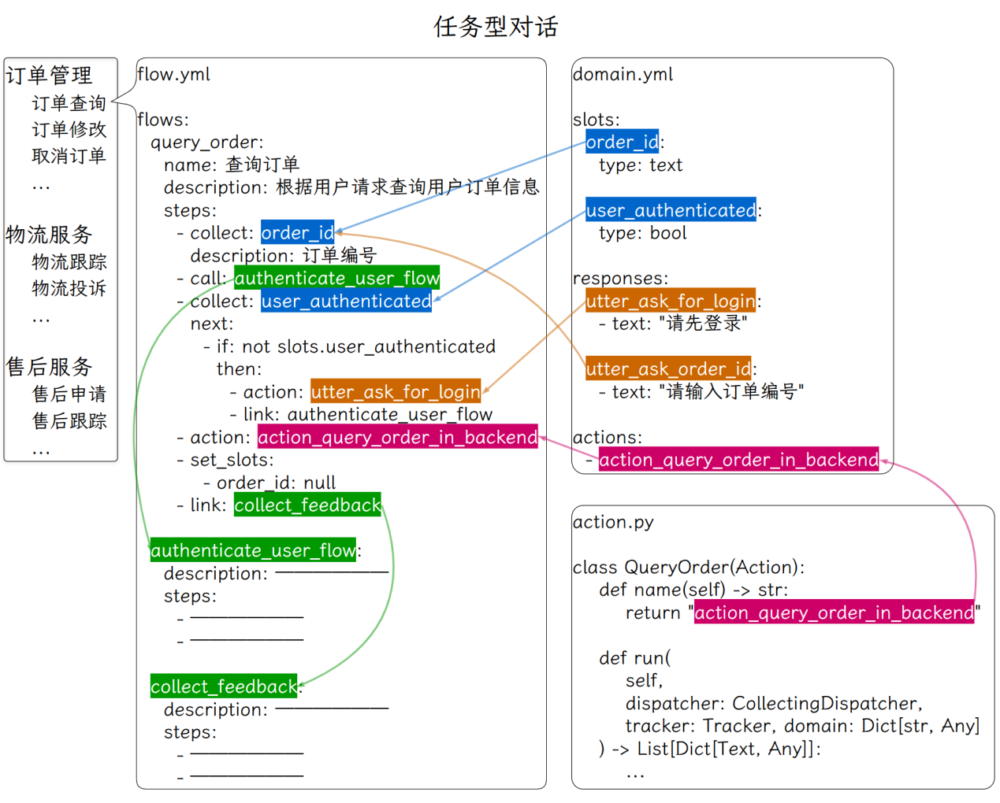 任务型对话
订单管理
订单查询
订单修改
取消订单
...
物流服务
物流跟踪
物流投诉
...
售后服务
售后申请
售后跟踪
...
flow.yml
flows:
query_order:
name: 查询订单
description: 根据用户请求查询用户订单信息
steps:
- collect: order_id
description: 订单编号
- call: authenticate_user_flow
- collect: user_authenticated
next:
- if: not slots.user_authenticated
then:
- action: utter_ask_for_login
- link: authenticate_user_flow
- action: action_query_order_in_backend
- set_slots:
- order_id: null
- link: collect_feedback
authenticate_user_flow:
description: ——————
steps:
- ——————
- ——————
collect_feedback:
description: ——————
steps:
- ——————
- ——————
domain.yml
slots:
order_id:
type: text
user_authenticated:
type: bool
responses:
utter_ask_for_login:
- text: "请先登录"
utter_ask_order_id:
- text: "请输入订单编号"
actions:
- action_query_order_in_backend
action.py
class QueryOrder(Action):
def name(self) -> str:
return "action_query_order_in_backend"
def run(
self,
dispatcher: CollectingDispatcher,
tracker: Tracker, domain: Dict[str, Any]
) -> List[Dict[Text, Any]]:
...